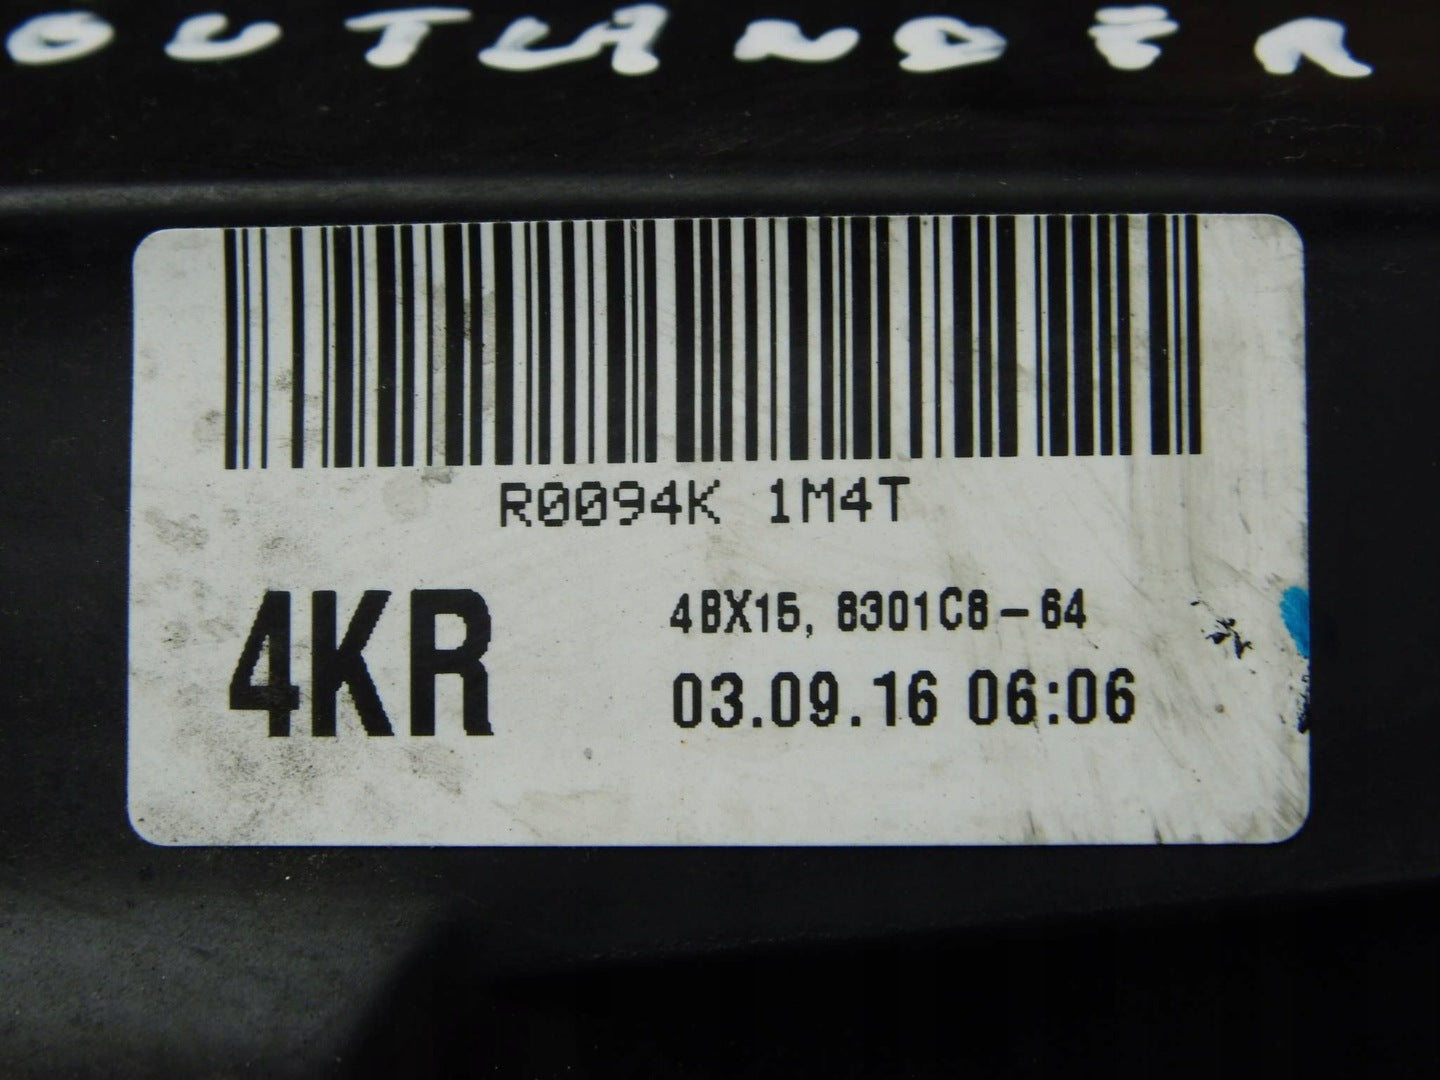 OUTLANDER
R0094K 1M4T
4KR
4BX15, 8301C8-64
03.09.16 06:06